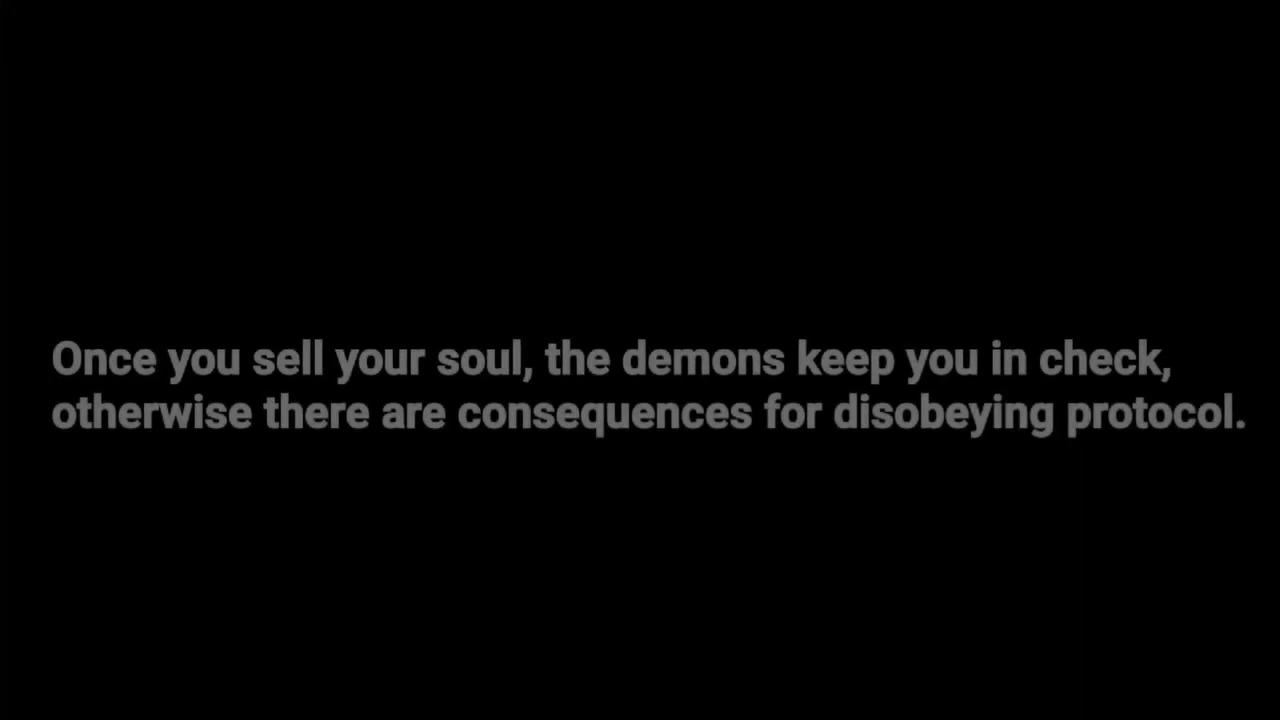 Once you sell your soul, the demons keep you in check,
otherwise there are consequences for disobeying protocol.